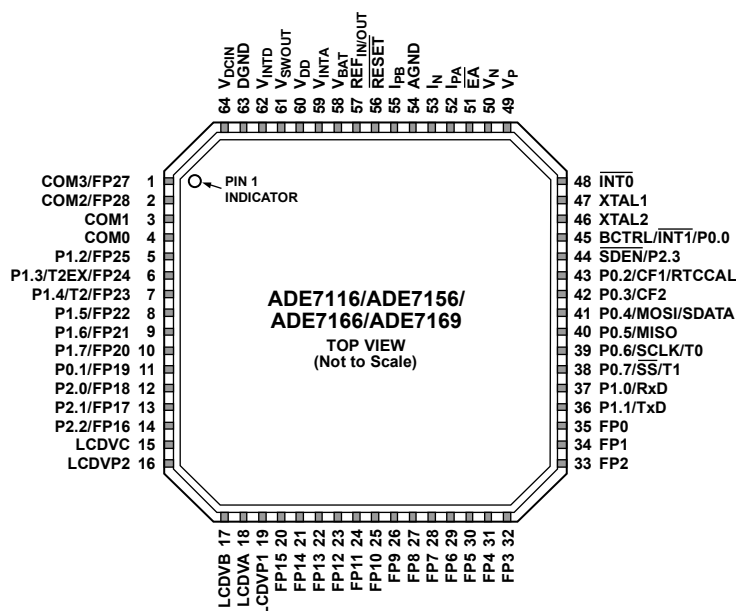 64 VDCIN
63 DGND
62 VINTD
61 VSWOUT
60 VDD
59 VINTA
58 VBAT
57 REFIN/OUT
56 RESET
55 IPB
54 AGND
53 IN
52 IPA
51 EA
50 VN
49 VP
COM3/FP27 1
COM2/FP28 2
COM1 3
COM0 4
P1.2/FP25 5
P1.3/T2EX/FP24 6
P1.4/T2/FP23 7
P1.5/FP22 8
P1.6/FP21 9
P1.7/FP20 10
P0.1/FP19 11
P2.0/FP18 12
P2.1/FP17 13
P2.2/FP16 14
LCDVC 15
LCDVP2 16
PIN 1
INDICATOR
ADE7116/ADE7156/
ADE7166/ADE7169
TOP VIEW
(Not to Scale)
48 INT0
47 XTAL1
46 XTAL2
45 BCTRL/INT1/P0.0
44 SDEN/P2.3
43 P0.2/CF1/RTCCAL
42 P0.3/CF2
41 P0.4/MOSI/SDATA
40 P0.5/MISO
39 P0.6/SCLK/T0
38 P0.7/SS/T1
37 P1.0/RxD
36 P1.1/TxD
35 FP0
34 FP1
33 FP2
LCDVB 17
LCDVA 18
LCDVP1 19
FP15 20
FP14 21
FP13 22
FP12 23
FP11 24
FP10 25
FP9 26
FP8 27
FP7 28
FP6 29
FP5 30
FP4 31
FP3 32